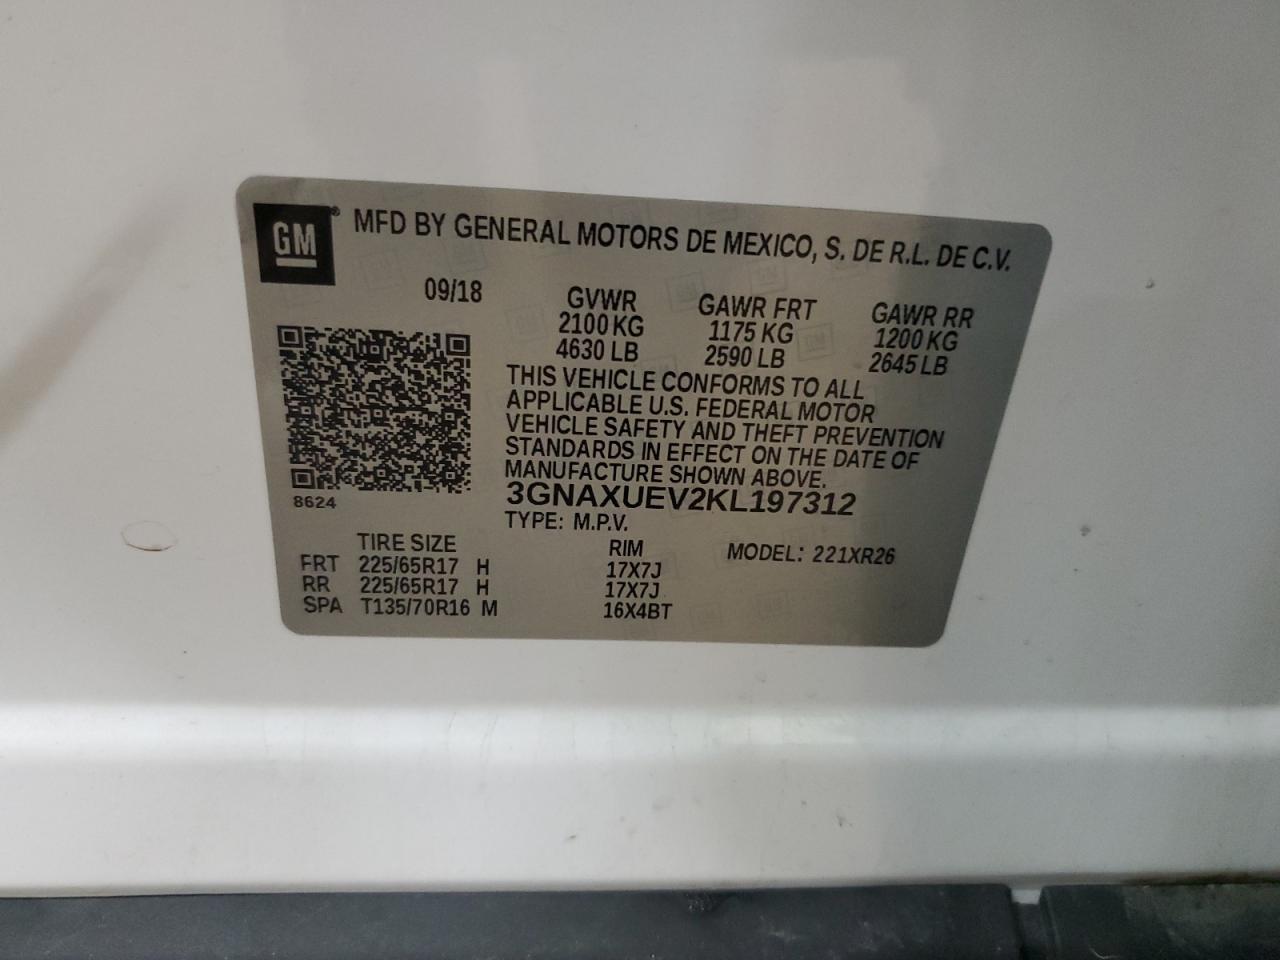 GM
MFD BY GENERAL MOTORS DE MEXICO, S. DE R.L. DE C.V.
09/18
GVWR GAWR FRT GAWR RR
2100 KG 1175 KG 1200 KG
4630 LB 2590 LB 2645 LB
THIS VEHICLE CONFORMS TO ALL
APPLICABLE U.S. FEDERAL MOTOR
VEHICLE SAFETY AND THEFT PREVENTION
STANDARDS IN EFFECT ON THE DATE OF
MANUFACTURE SHOWN ABOVE.
8624
3GNAXUEV2KL197312
TYPE: M.P.V.
TIRE SIZE RIM MODEL: 221XR26
FRT 225/65R17 H 17X7J
RR 225/65R17 H 17X7J
SPA T135/70R16 M 16X4BT